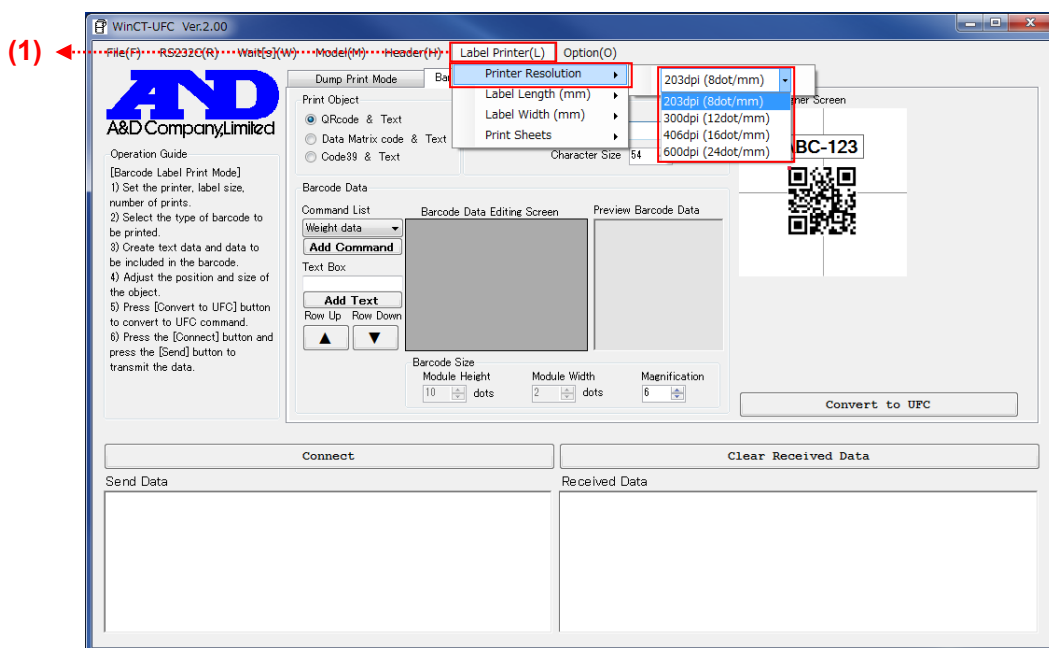 WinCT-UFC Ver.2.00
(1)
File(F) RS232C(R) Wait[s](W) Model(M) Header(H) Label Printer(L) Option(O)
Printer Resolution
Label Length (mm)
Label Width (mm)
Print Sheets
203dpi (8dot/mm)
203dpi (8dot/mm)
300dpi (12dot/mm)
406dpi (16dot/mm)
600dpi (24dot/mm)
AND
A&D Company,Limited
Operation Guide
[Barcode Label Print Mode]
1) Set the printer, label size,
number of prints.
2) Select the type of barcode to
be printed.
3) Create text data and data to
be included in the barcode.
4) Adjust the position and size of
the object.
5) Press [Convert to UFC] button
to convert to UFC command.
6) Press the [Connect] button and
press the [Send] button to
transmit the data.
Dump Print Mode
Print Object
QRcode & Text
Data Matrix code & Text
Code39 & Text
Character Size 54
Screen
BC-123
Barcode Data
Command List
Weight data
Add Command
Text Box
Add Text
Row Up Row Down
Barcode Data Editing Screen
Preview Barcode Data
Barcode Size
Module Height
10 dots
Module Width
2 dots
Magnification
6
Convert to UFC
Connect
Clear Received Data
Send Data
Received Data